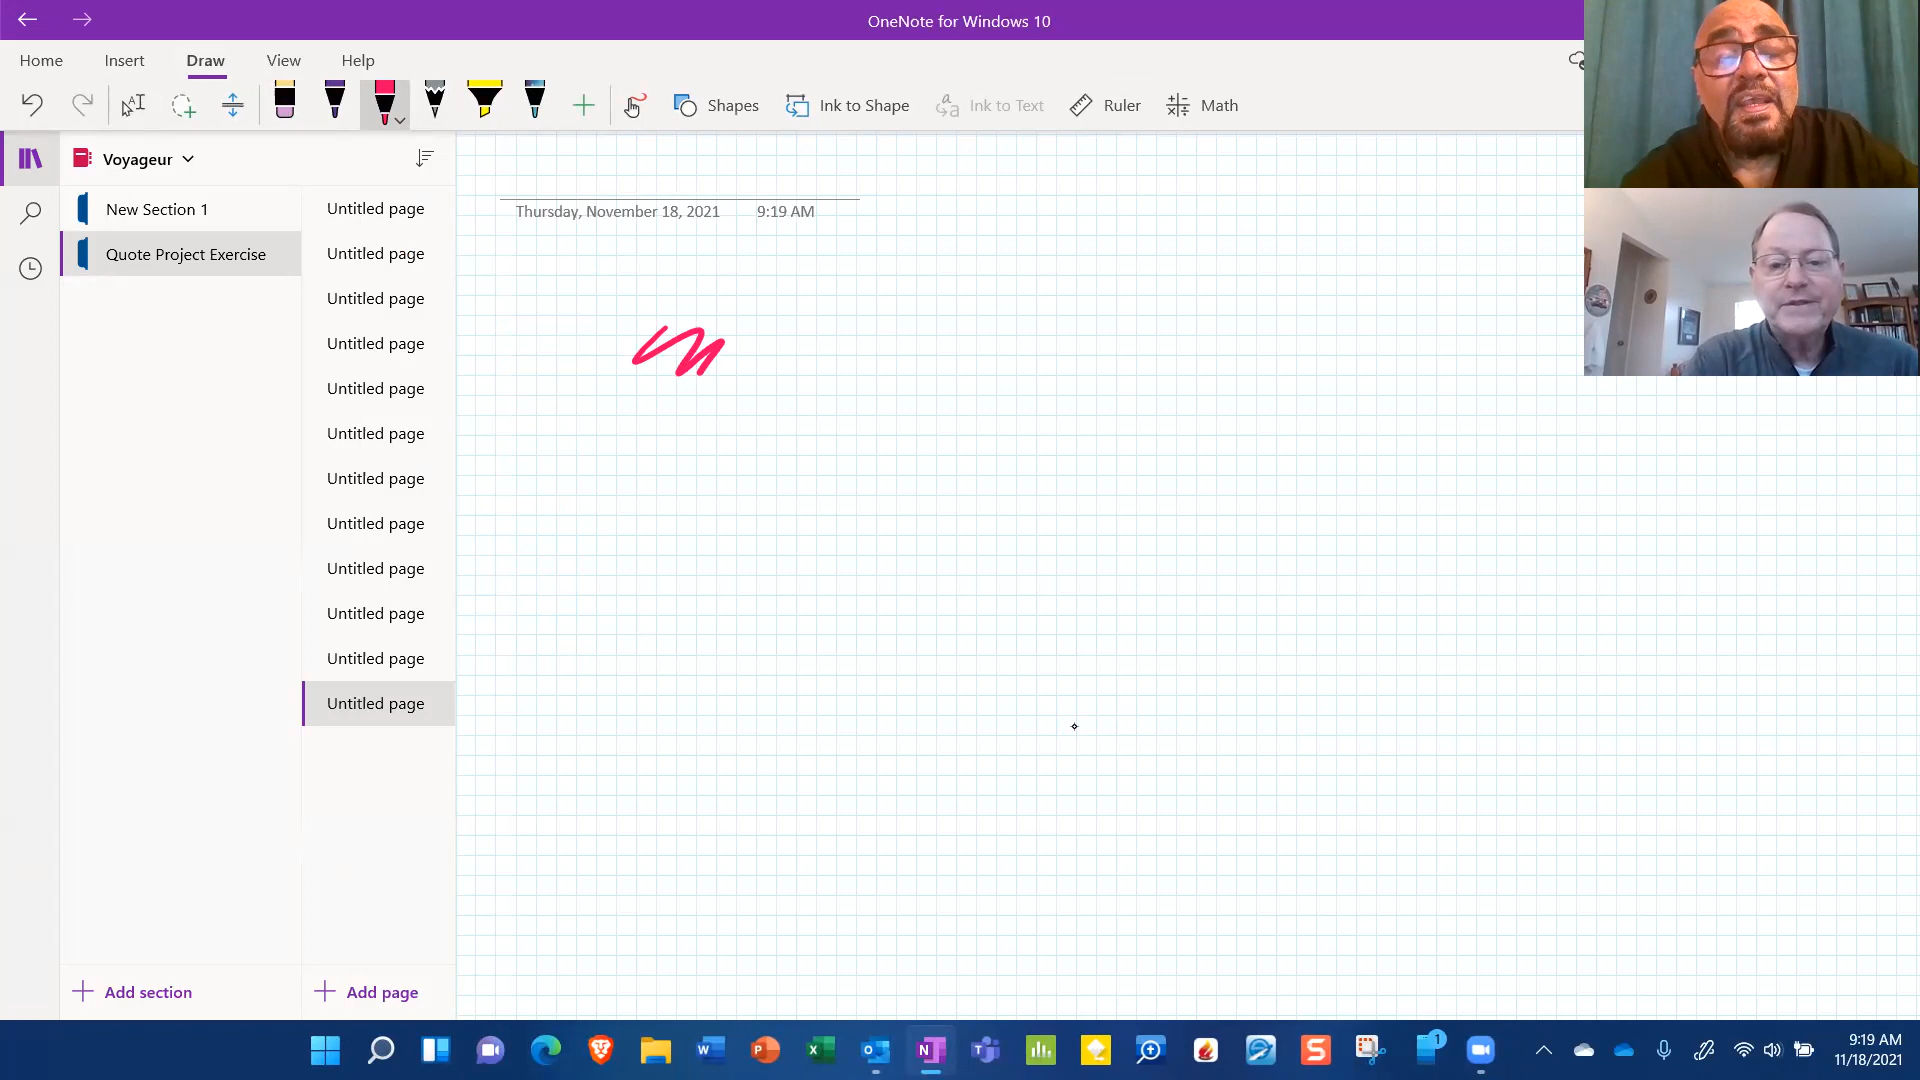 OneNote for Windows 10
Home Insert Draw View Help
Shapes Ink to Shape Ink to Text Ruler Math
Voyageur
New Section 1
Quote Project Exercise
Untitled page
Untitled page
Untitled page
Untitled page
Untitled page
Untitled page
Untitled page
Untitled page
Untitled page
Untitled page
Untitled page
Untitled page
Add section
Add page
Thursday, November 18, 2021 9:19 AM
1
9:19 AM
11/18/2021